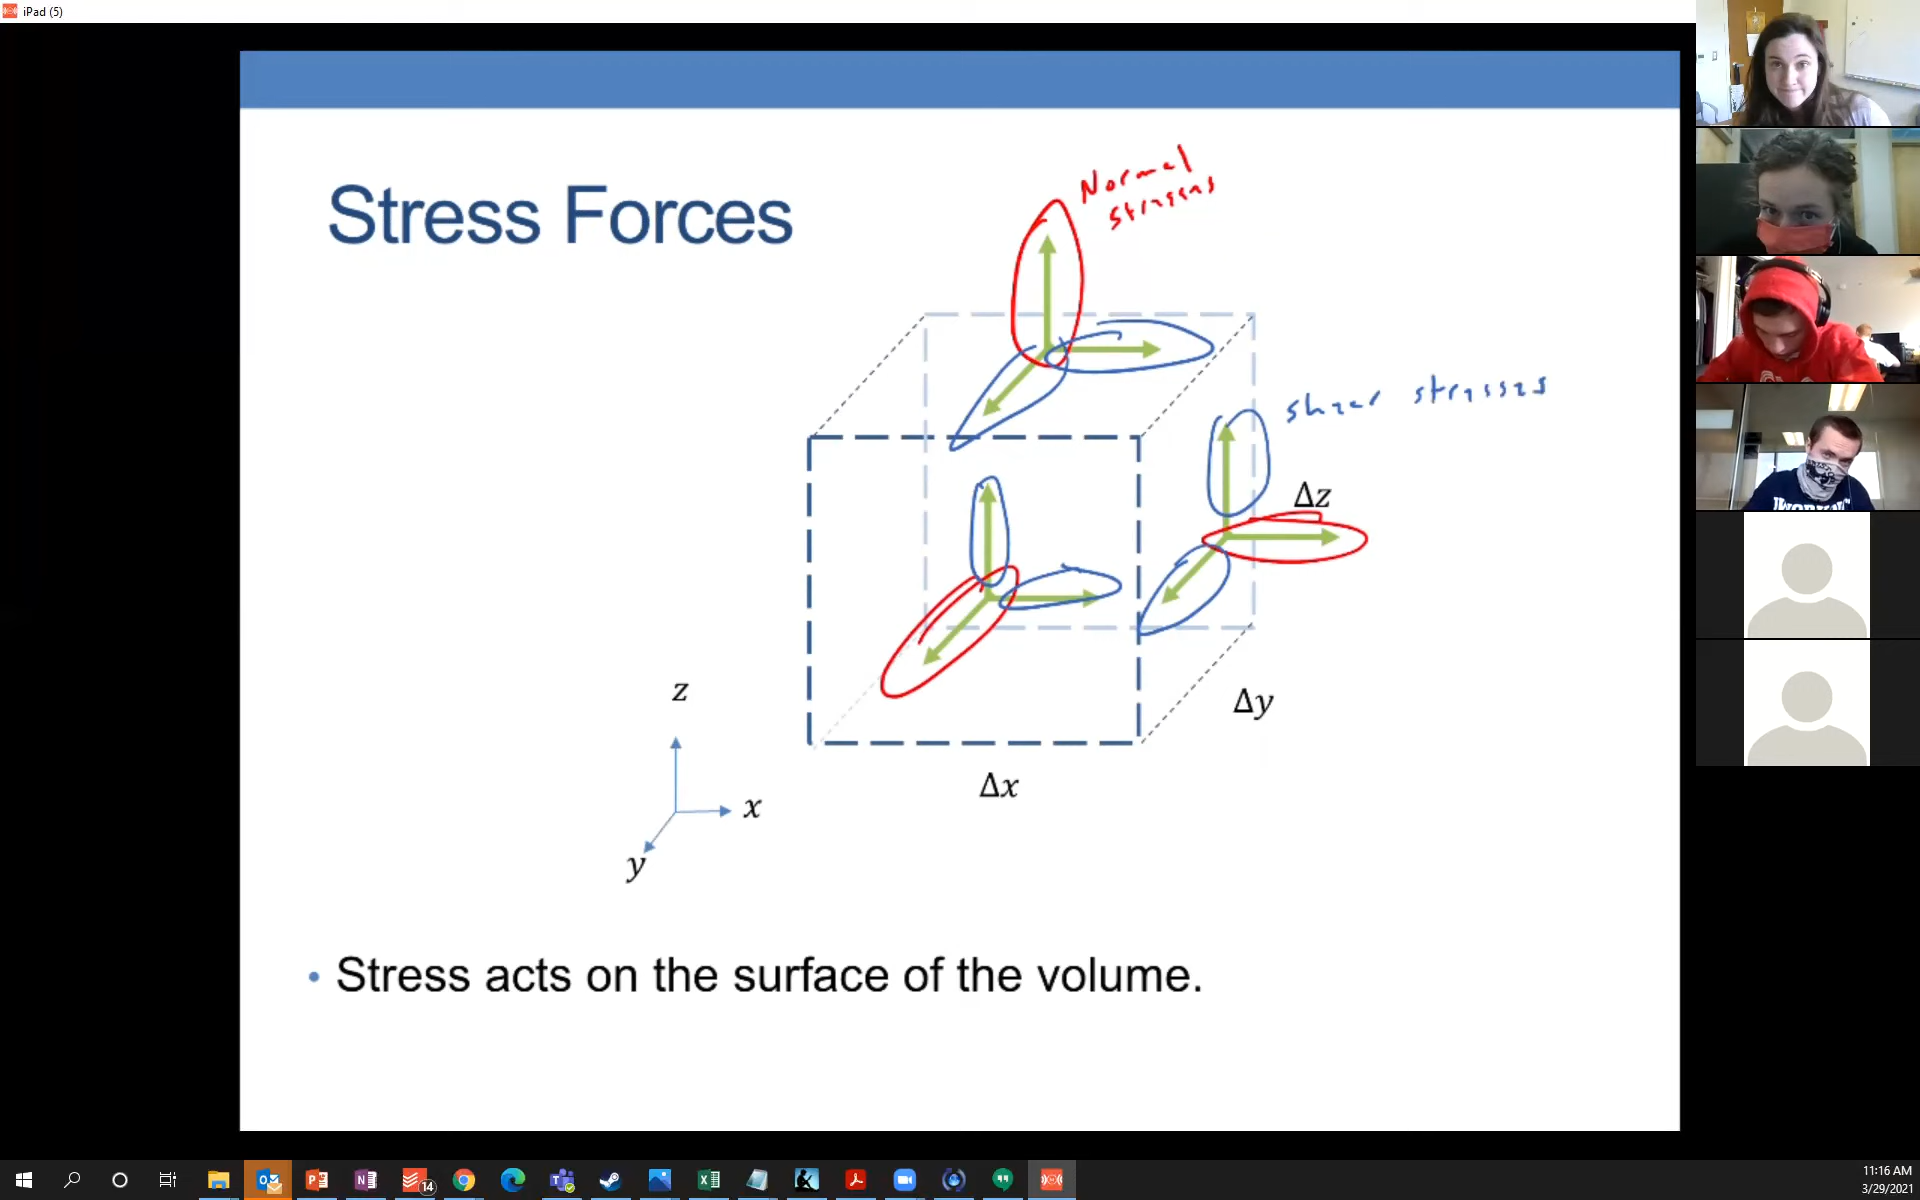 iPad (5)
Stress Forces
Normal
stresses
shear stresses
Δz
Δy
Δx
z
x
y
• Stress acts on the surface of the volume.
14
11:16 AM
3/29/2021